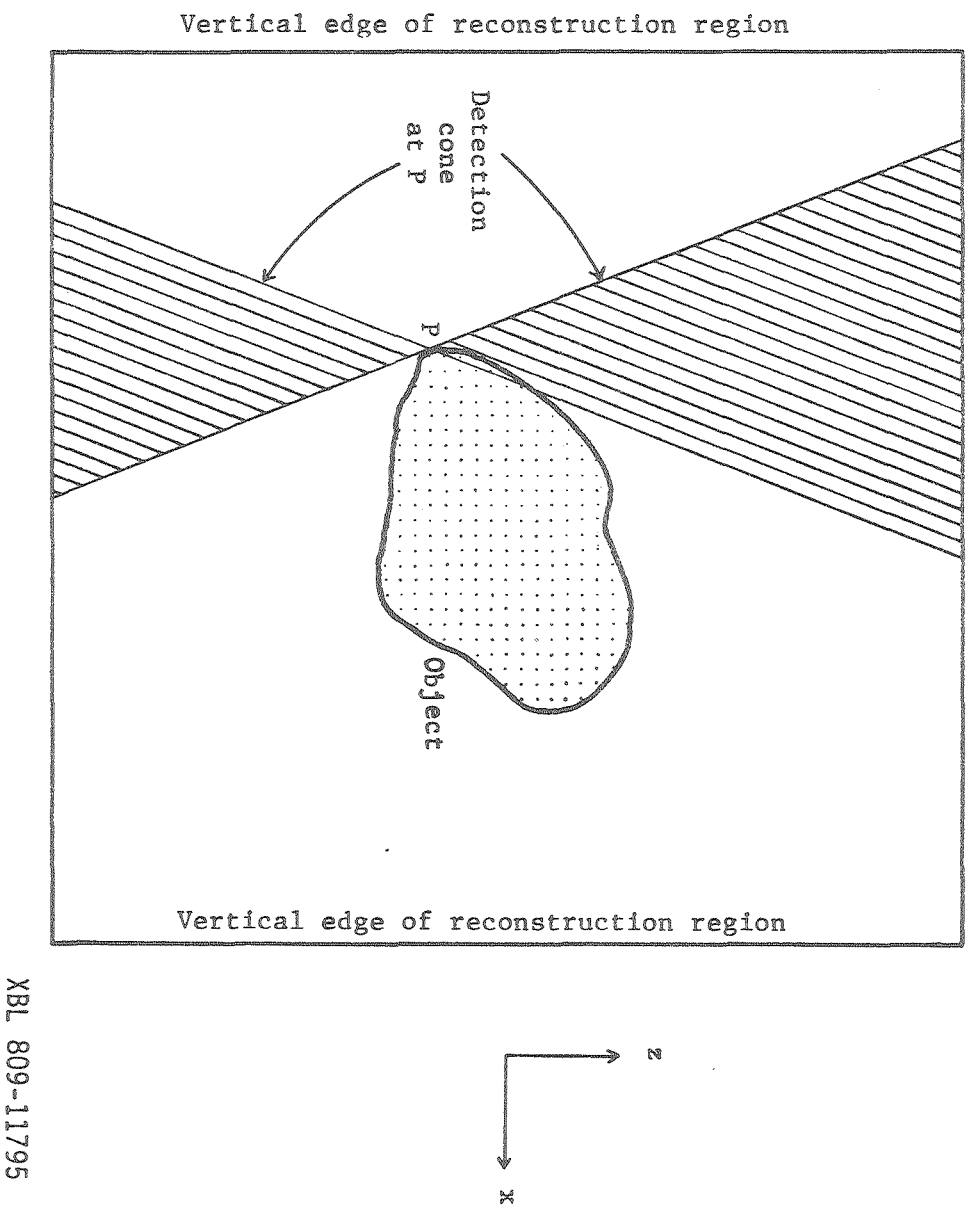 Vertical edge of reconstruction region
Detection
cone
at P
P
Object
Vertical edge of reconstruction region
z
x
XBL 809-11795